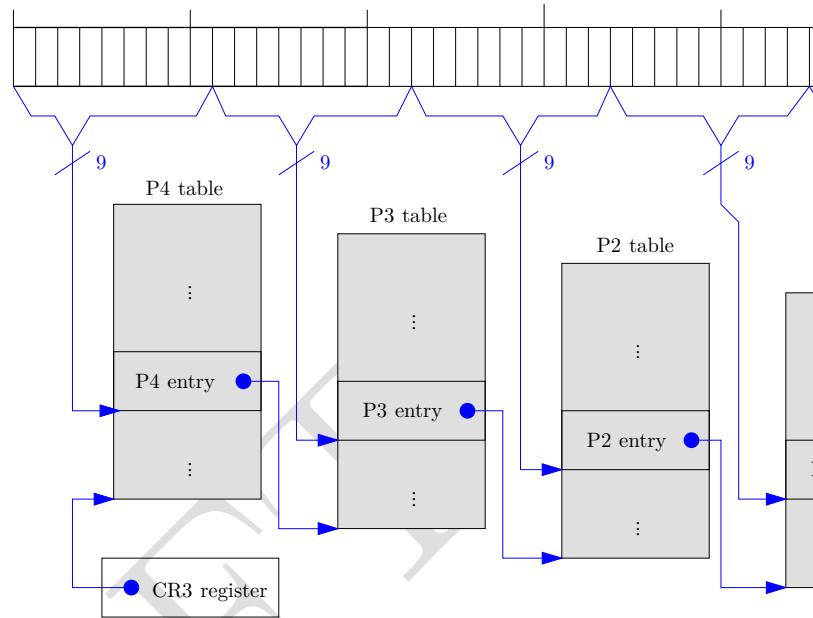 9
9
9
9
P4 table
P3 table
P2 table
⋮
⋮
⋮
P4 entry
P3 entry
P2 entry
⋮
⋮
⋮
CR3 register